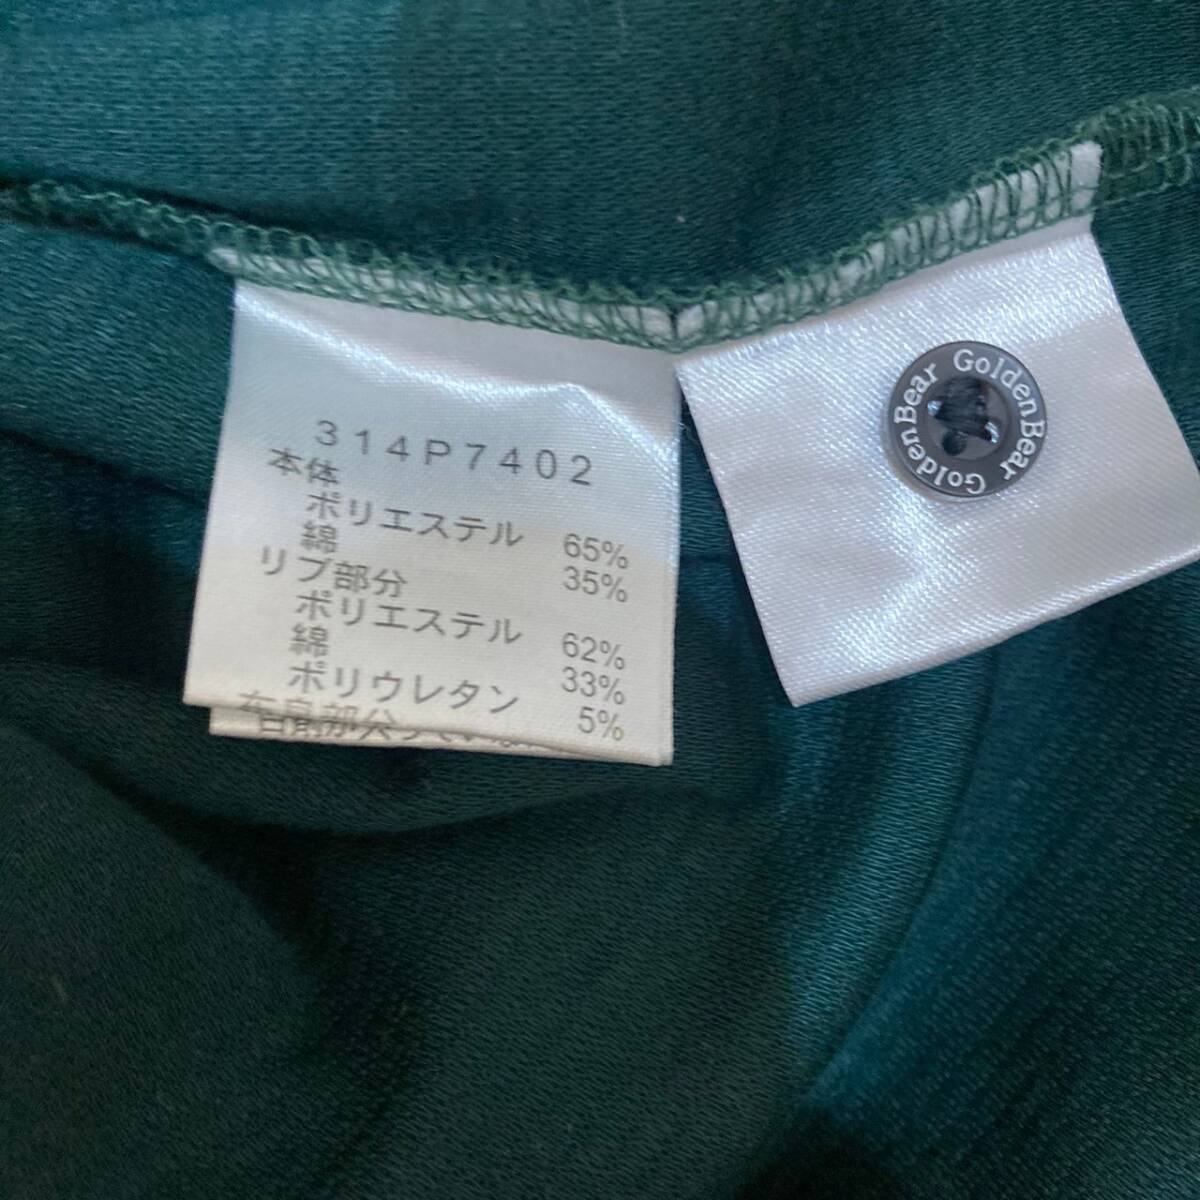 314P7402
本体
ポリエステル 65%
綿 35%
リブ部分
ポリエステル 62%
綿 33%
ポリウレタン 5%
GoldenBear GoldenBear